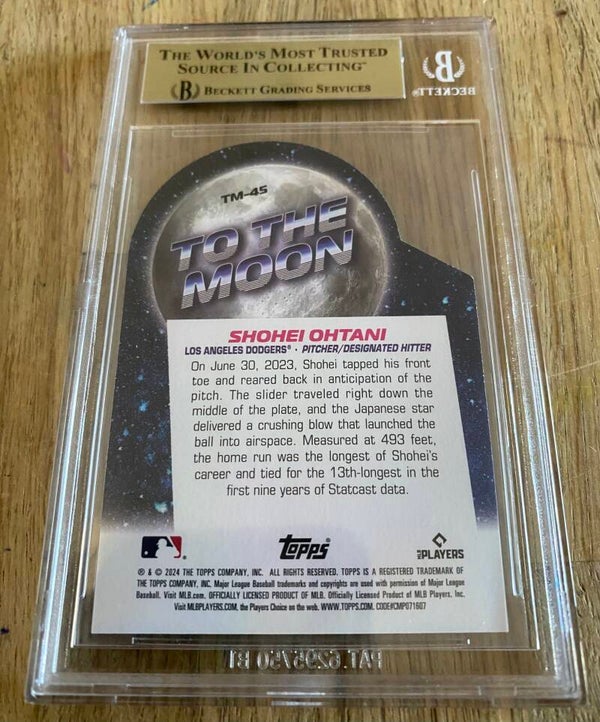 THE WORLD'S MOST TRUSTED
SOURCE IN COLLECTING™
B BECKETT GRADING SERVICES
B
BECKETT
TM-45
TO THE
MOON
SHOHEI OHTANI
LOS ANGELES DODGERS® · PITCHER/DESIGNATED HITTER
On June 30, 2023, Shohei tapped his front
toe and reared back in anticipation of the
pitch. The slider traveled right down the
middle of the plate, and the Japanese star
delivered a crushing blow that launched the
ball into airspace. Measured at 493 feet,
the home run was the longest of Shohei's
career and tied for the 13th-longest in the
first nine years of Statcast data.
Topps
MLB PLAYERS
® & © 2024 THE TOPPS COMPANY, INC. ALL RIGHTS RESERVED. TOPPS IS A REGISTERED TRADEMARK OF
THE TOPPS COMPANY, INC. Major League Baseball trademarks and copyrights are used with permission of Major League
Baseball. Visit MLB.com. OFFICIALLY LICENSED PRODUCT OF MLB. Officially Licensed Product of MLB Players, Inc.
Visit MLBPLAYERS.COM, the Players Choice on the web. WWW.TOPPS.COM. CODE#CMP071607